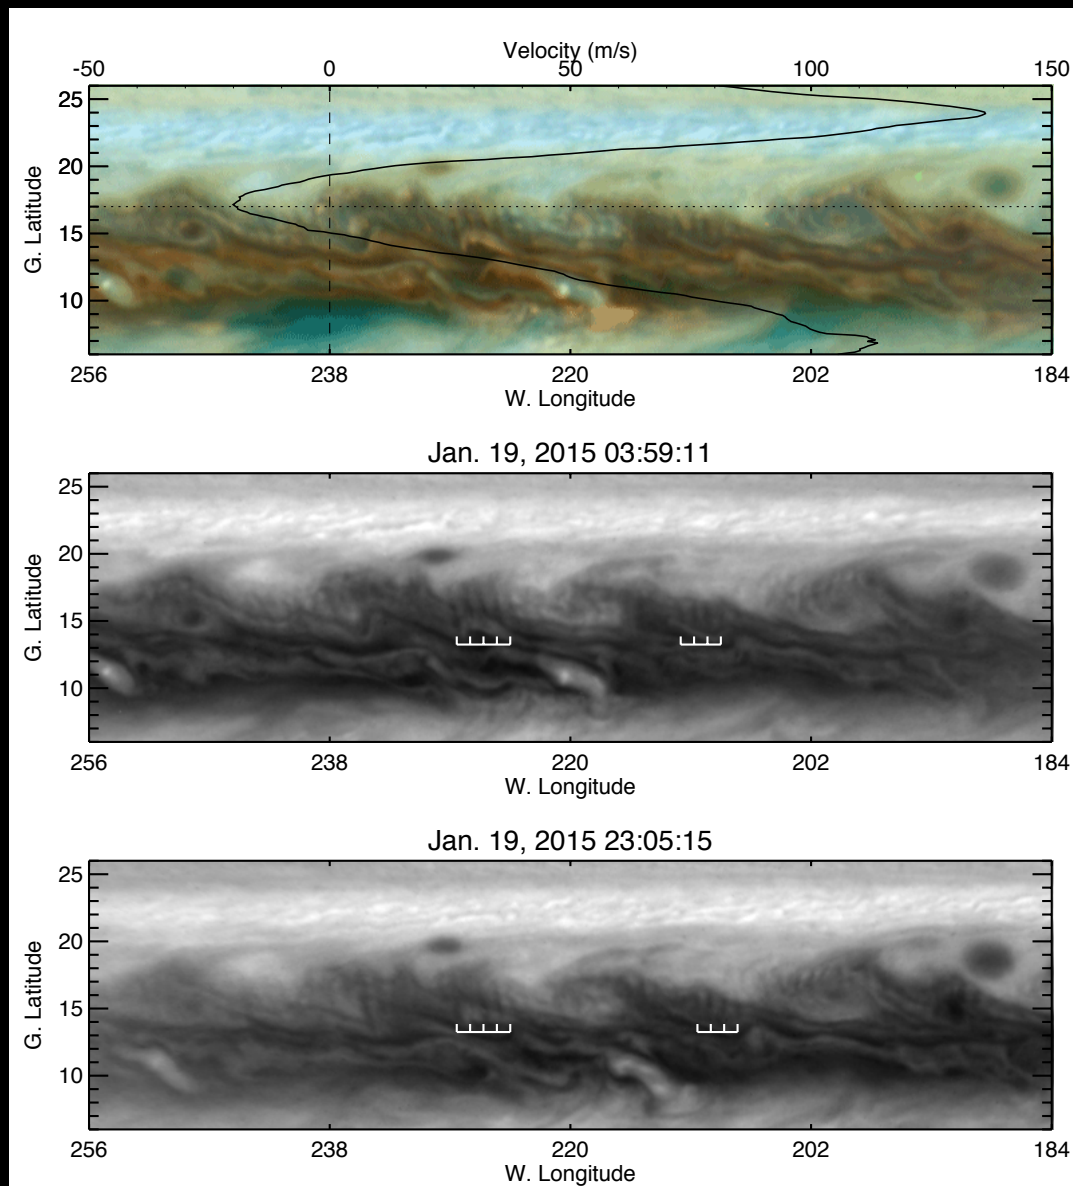 Velocity (m/s)
-50 0 50 100 150
25
20
15
10
G. Latitude
256 238 220 202 184
W. Longitude
Jan. 19, 2015 03:59:11
25
20
15
10
G. Latitude
256 238 220 202 184
W. Longitude
Jan. 19, 2015 23:05:15
25
20
15
10
G. Latitude
256 238 220 202 184
W. Longitude